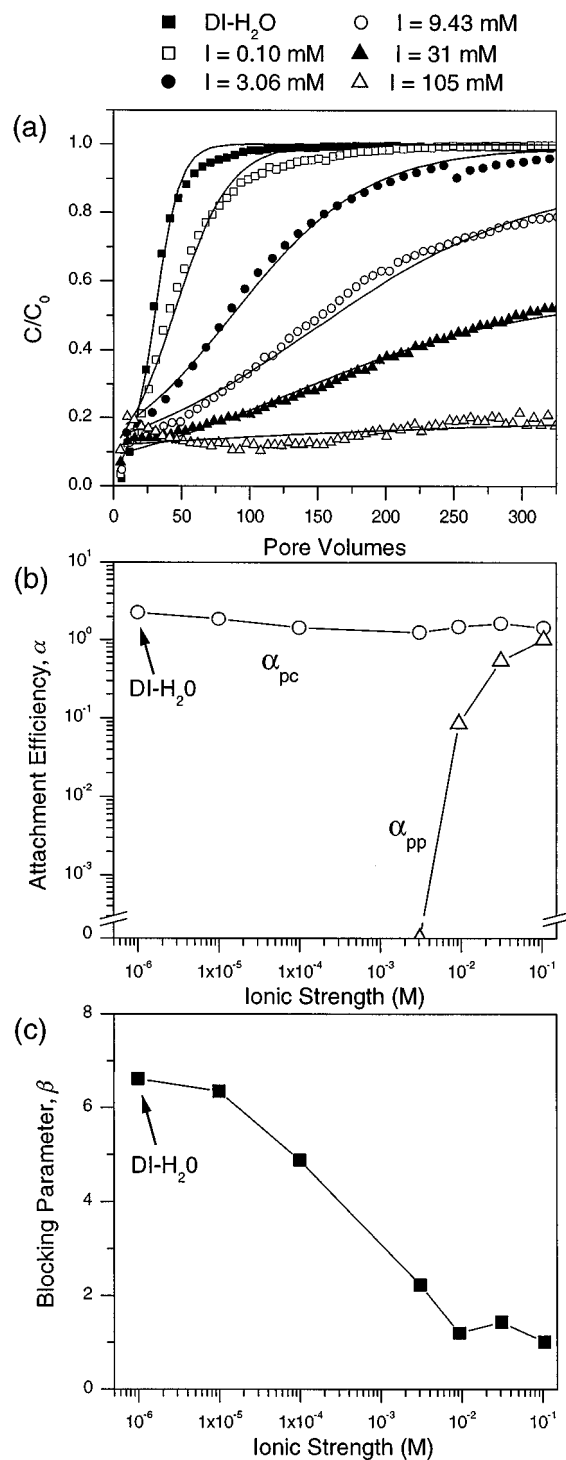 DI-H₂O I = 9.43 mM
I = 0.10 mM I = 31 mM
I = 3.06 mM I = 105 mM
(a)
C/C₀
1.0
0.8
0.6
0.4
0.2
0.0
0 50 100 150 200 250 300
Pore Volumes
(b)
Attachment Efficiency, α
10¹
10⁰
10⁻¹
10⁻²
10⁻³
0
DI-H₂0
αpc
αpp
10⁻⁶ 1x10⁻⁵ 1x10⁻⁴ 10⁻³ 10⁻² 10⁻¹
Ionic Strength (M)
(c)
Blocking Parameter, β
8
6
4
2
0
DI-H₂0
10⁻⁶ 1x10⁻⁵ 1x10⁻⁴ 10⁻³ 10⁻² 10⁻¹
Ionic Strength (M)